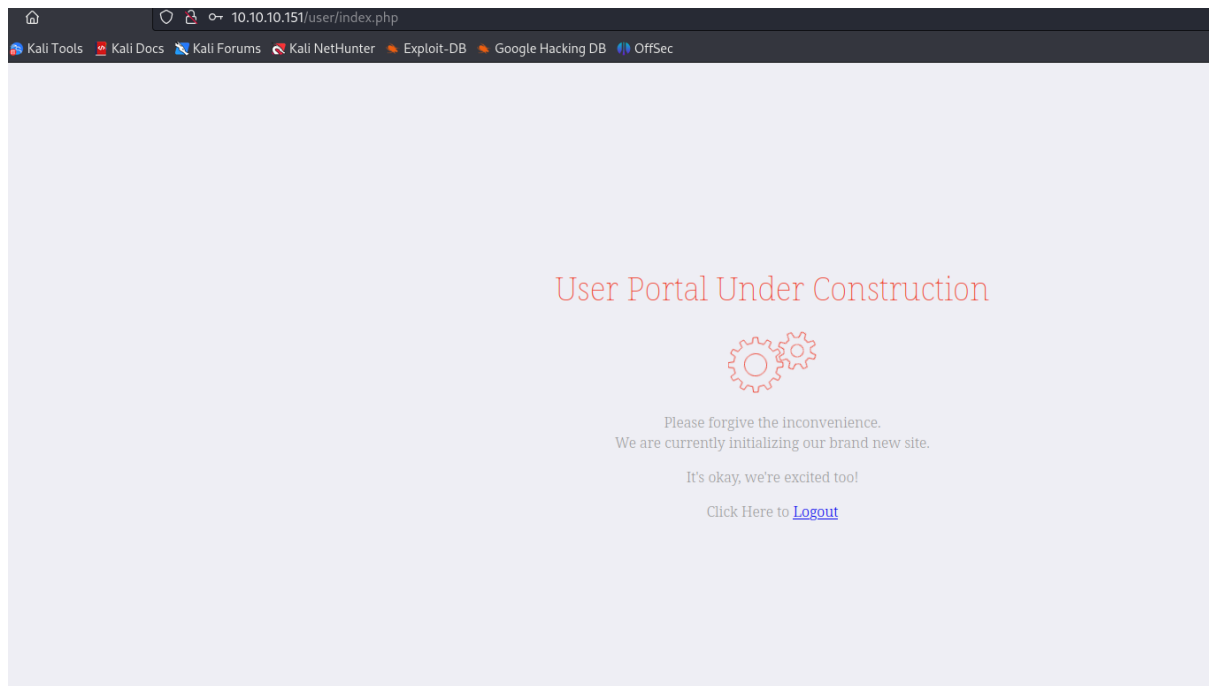 10.10.10.151/user/index.php
Kali Tools Kali Docs Kali Forums Kali NetHunter Exploit-DB Google Hacking DB OffSec
User Portal Under Construction
Please forgive the inconvenience.
We are currently initializing our brand new site.
It's okay, we're excited too!
Click Here to Logout